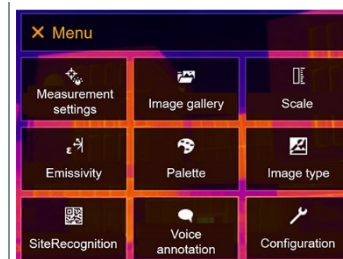 × Menu
Measurement
settings
Image gallery
Scale
ε
Emissivity
Palette
Image type
SiteRecognition
Voice
annotation
Configuration